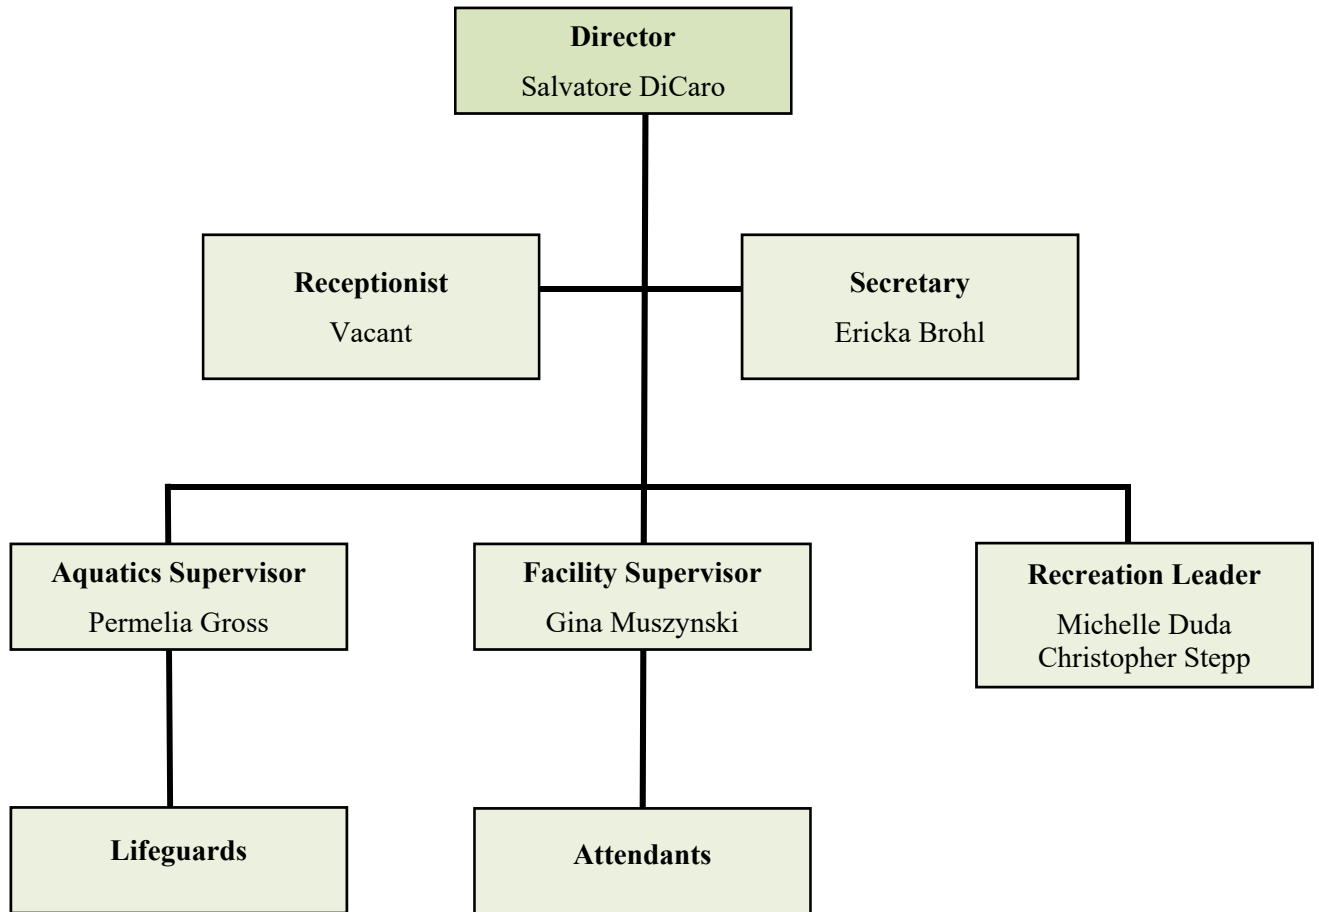 Director
Salvatore DiCaro
Receptionist
Vacant
Secretary
Ericka Brohl
Aquatics Supervisor
Permelia Gross
Facility Supervisor
Gina Muszynski
Recreation Leader
Michelle Duda
Christopher Stepp
Lifeguards
Attendants